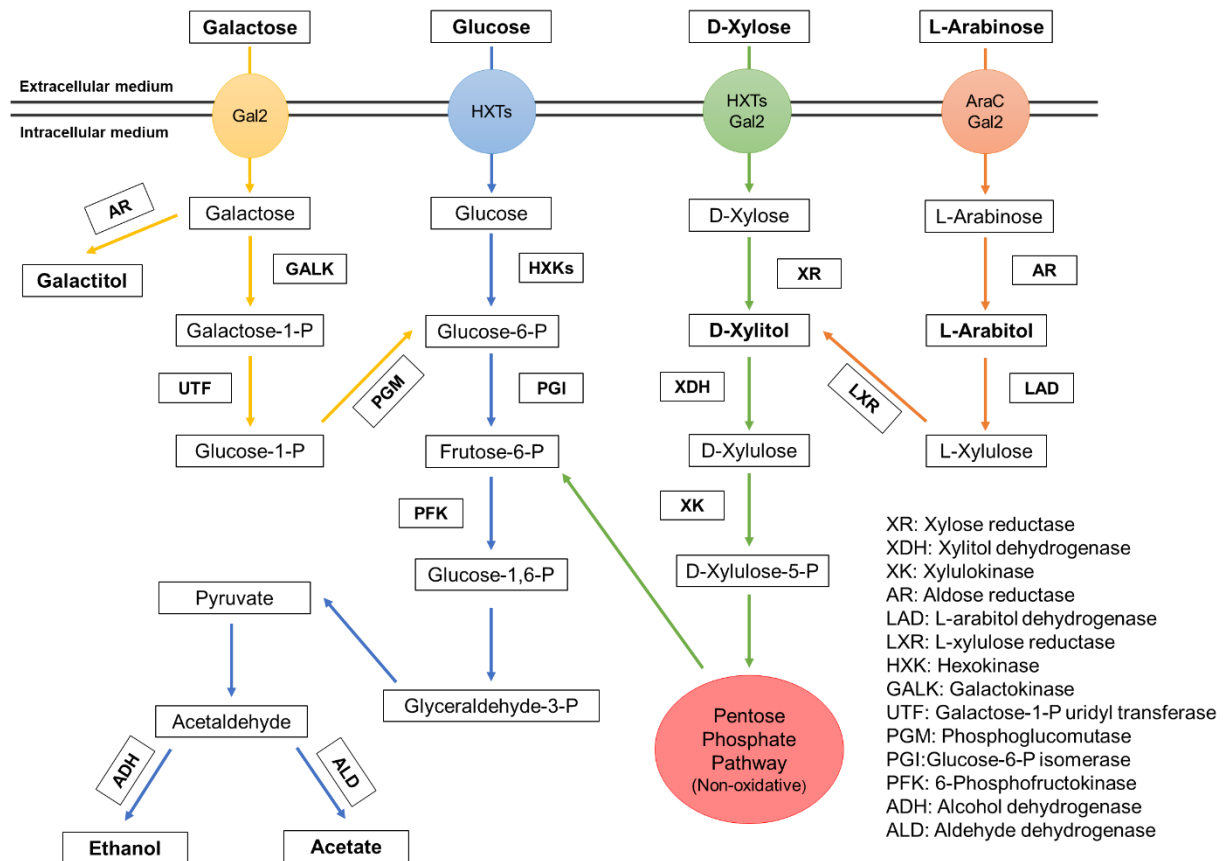 Galactose
Glucose
D-Xylose
L-Arabinose
Extracellular medium
Intracellular medium
Gal2
HXTs
HXTs
Gal2
AraC
Gal2
AR
Galactose
Glucose
D-Xylose
L-Arabinose
Galactitol
GALK
HXKs
XR
AR
Galactose-1-P
Glucose-6-P
D-Xylitol
L-Arabitol
UTF
PGM
PGI
XDH
LXR
LAD
Glucose-1-P
Frutose-6-P
D-Xylulose
L-Xylulose
PFK
XK
Glucose-1,6-P
D-Xylulose-5-P
Pyruvate
Acetaldehyde
Glyceraldehyde-3-P
Pentose
Phosphate
Pathway
(Non-oxidative)
ADH
ALD
Ethanol
Acetate
XR: Xylose reductase
XDH: Xylitol dehydrogenase
XK: Xylulokinase
AR: Aldose reductase
LAD: L-arabitol dehydrogenase
LXR: L-xylulose reductase
HXK: Hexokinase
GALK: Galactokinase
UTF: Galactose-1-P uridyl transferase
PGM: Phosphoglucomutase
PGI:Glucose-6-P isomerase
PFK: 6-Phosphofructokinase
ADH: Alcohol dehydrogenase
ALD: Aldehyde dehydrogenase